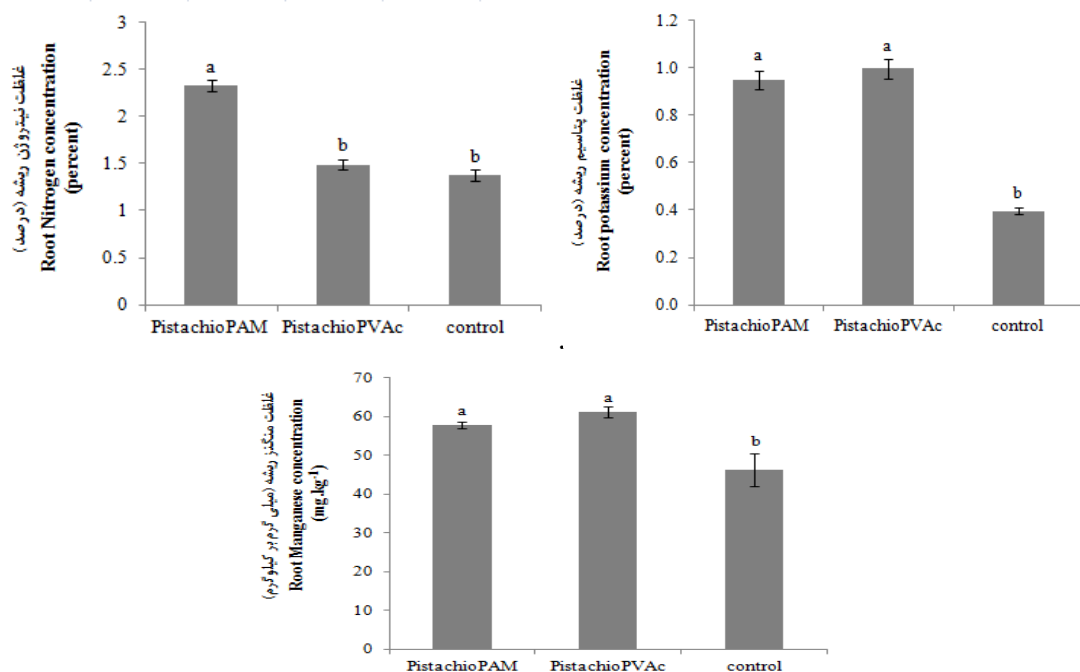 غلظت نیتروژن ریشه (درصد)
Root Nitrogen concentration
(percent)
3
2.5
2
1.5
1
0.5
0
a
b
b
PistachioPAM PistachioPVAc control
غلظت پتاسیم ریشه (درصد)
Root potassium concentration
(percent)
1.2
1.0
0.8
0.6
0.4
0.2
0.0
a
a
b
PistachioPAM PistachioPVAc control
غلظت منگنز ریشه (میلی گرم بر کیلوگرم)
Root Manganese concentration
(mg.kg-1)
70
60
50
40
30
20
10
0
a
a
b
PistachioPAM PistachioPVAc control